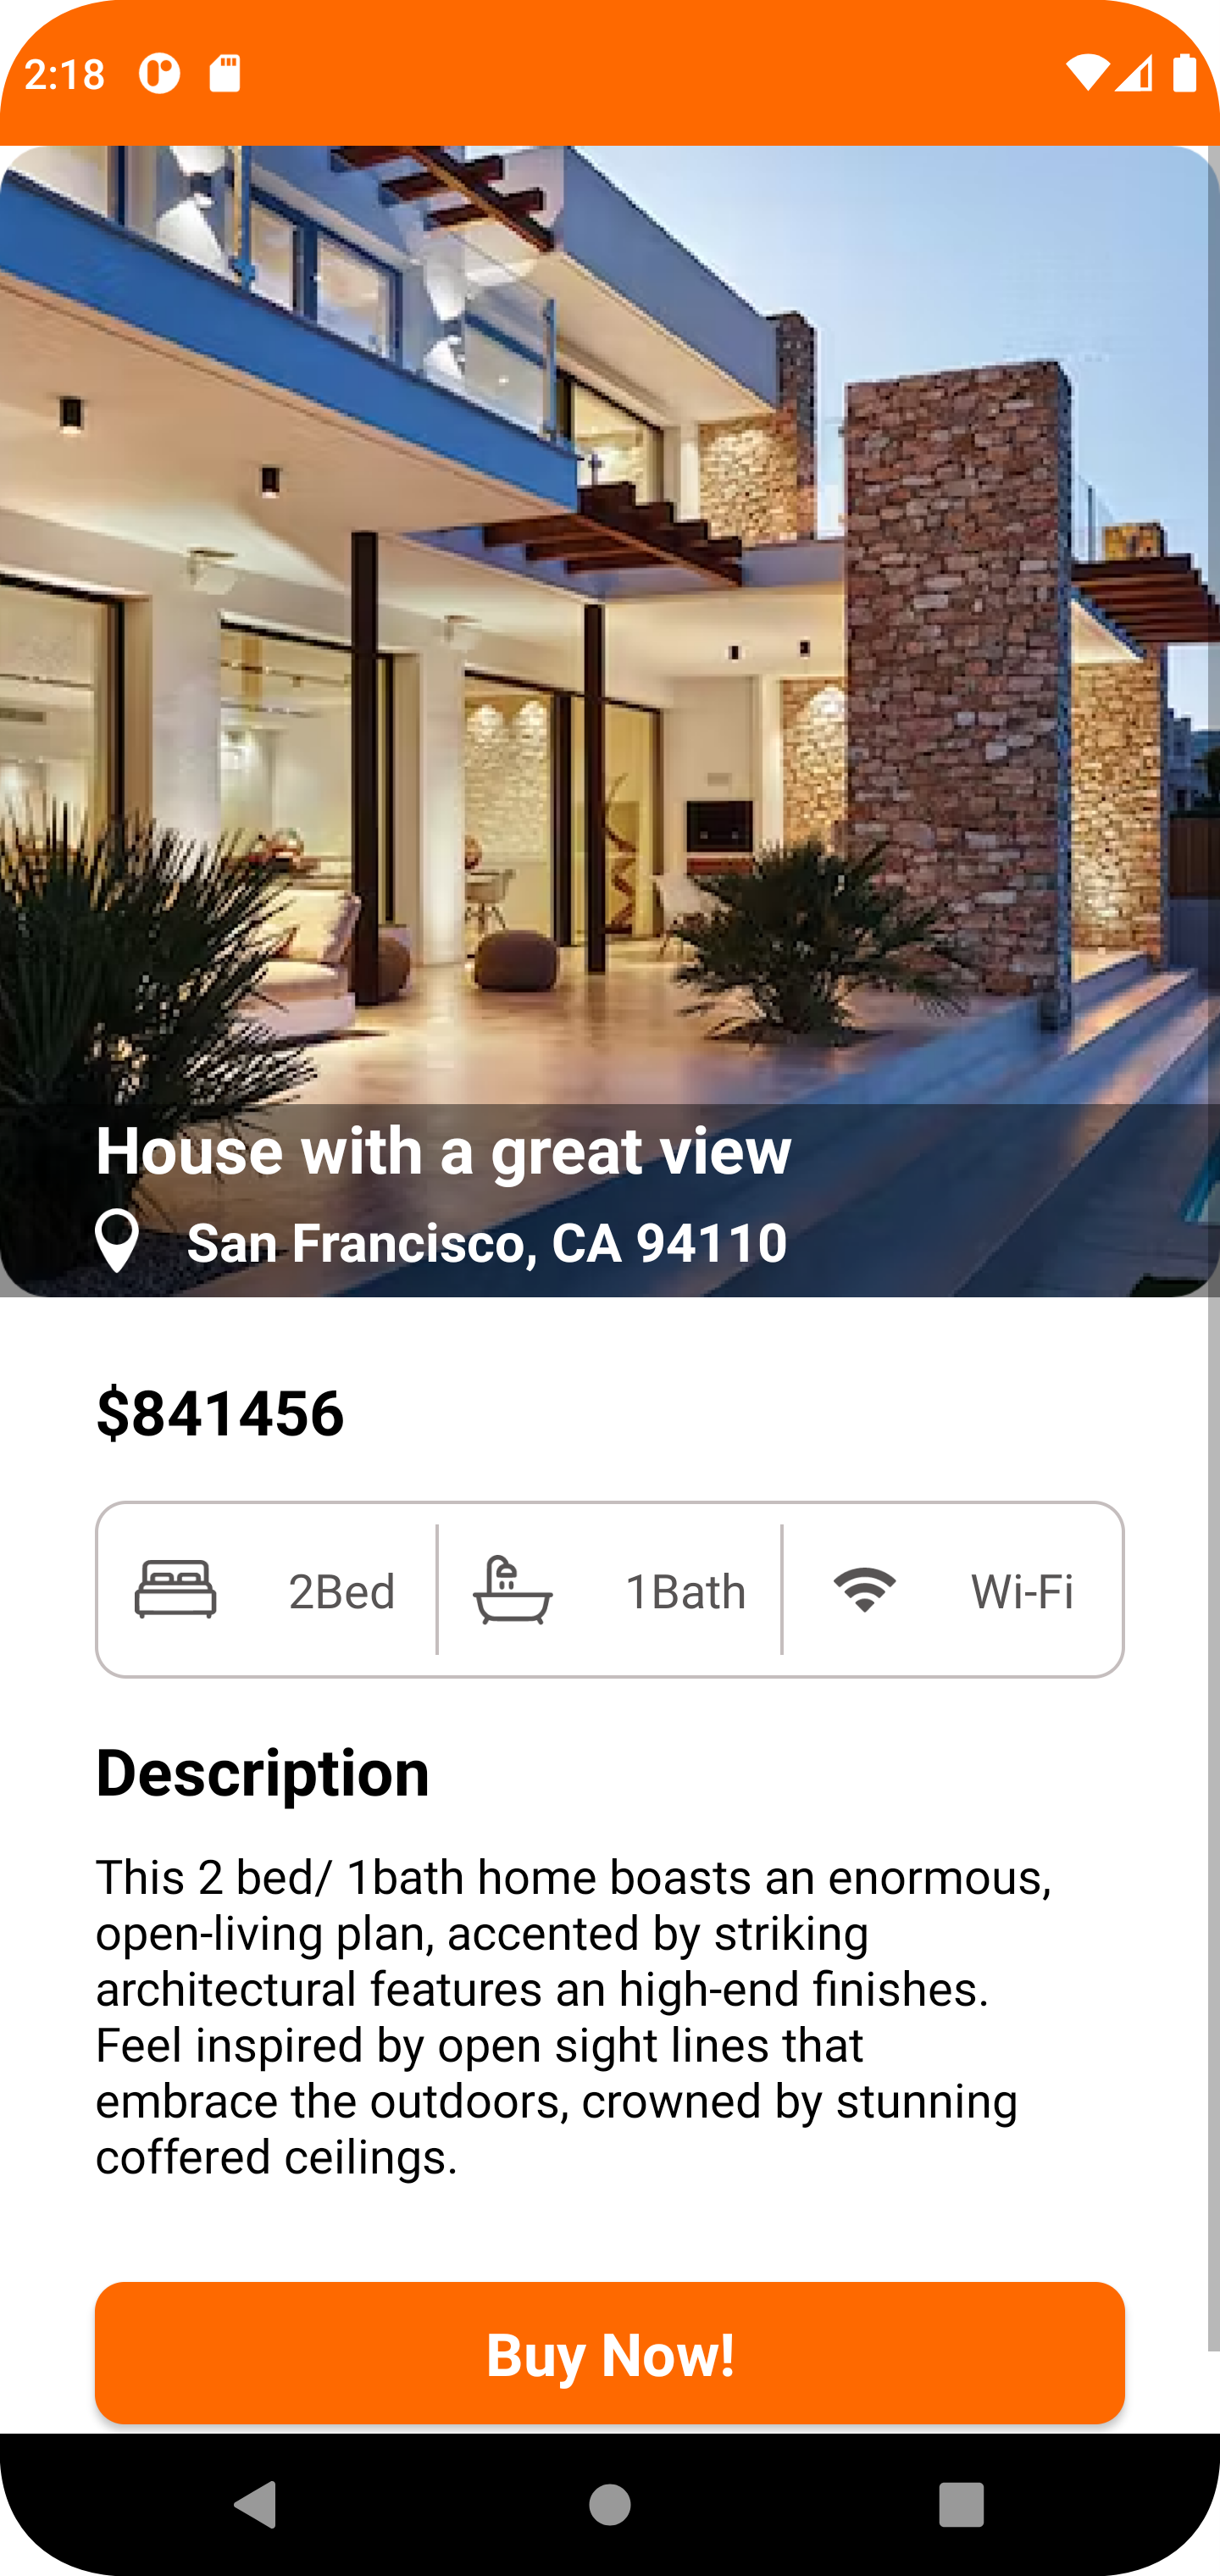 2:18
House with a great view
San Francisco, CA 94110
$841456
2Bed
1Bath
Wi-Fi
Description
This 2 bed/ 1bath home boasts an enormous,
open-living plan, accented by striking
architectural features an high-end finishes.
Feel inspired by open sight lines that
embrace the outdoors, crowned by stunning
coffered ceilings.
Buy Now!